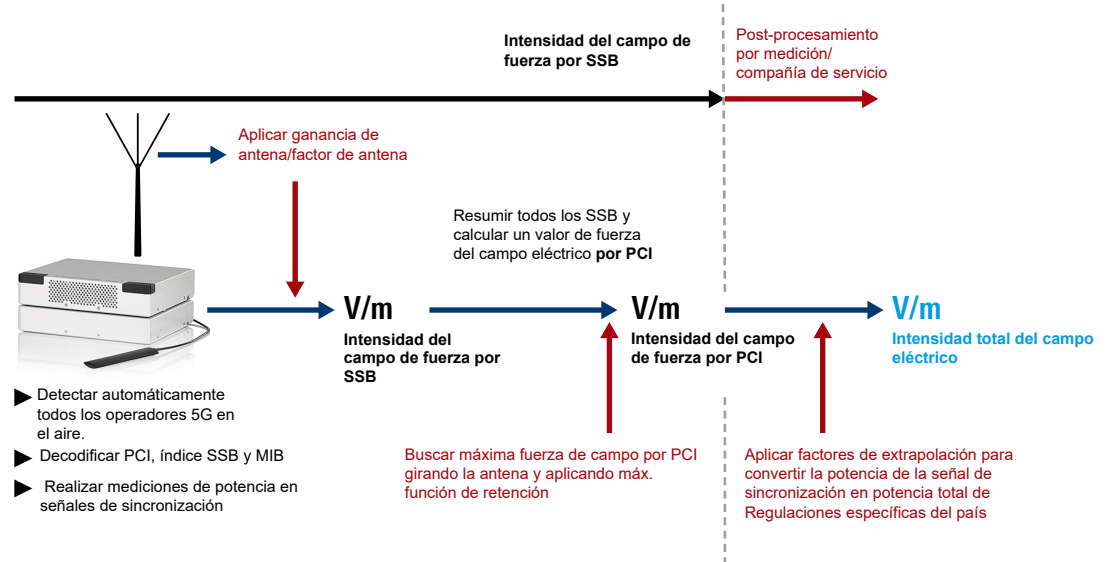 Intensidad del campo de
fuerza por SSB
Post-procesamiento
por medición/
compañía de servicio
Aplicar ganancia de
antena/factor de antena
Resumir todos los SSB y
calcular un valor de fuerza
del campo eléctrico por PCI
V/m
Intensidad del
campo de fuerza por
SSB
V/m
Intensidad del campo
de fuerza por PCI
V/m
Intensidad total del campo
eléctrico
Detectar automáticamente
todos los operadores 5G en
el aire.
Decodificar PCI, índice SSB y MIB
Realizar mediciones de potencia en
señales de sincronización
Buscar máxima fuerza de campo por PCI
girando la antena y aplicando máx.
función de retención
Aplicar factores de extrapolación para
convertir la potencia de la señal de
sincronización en potencia total de
Regulaciones específicas del país